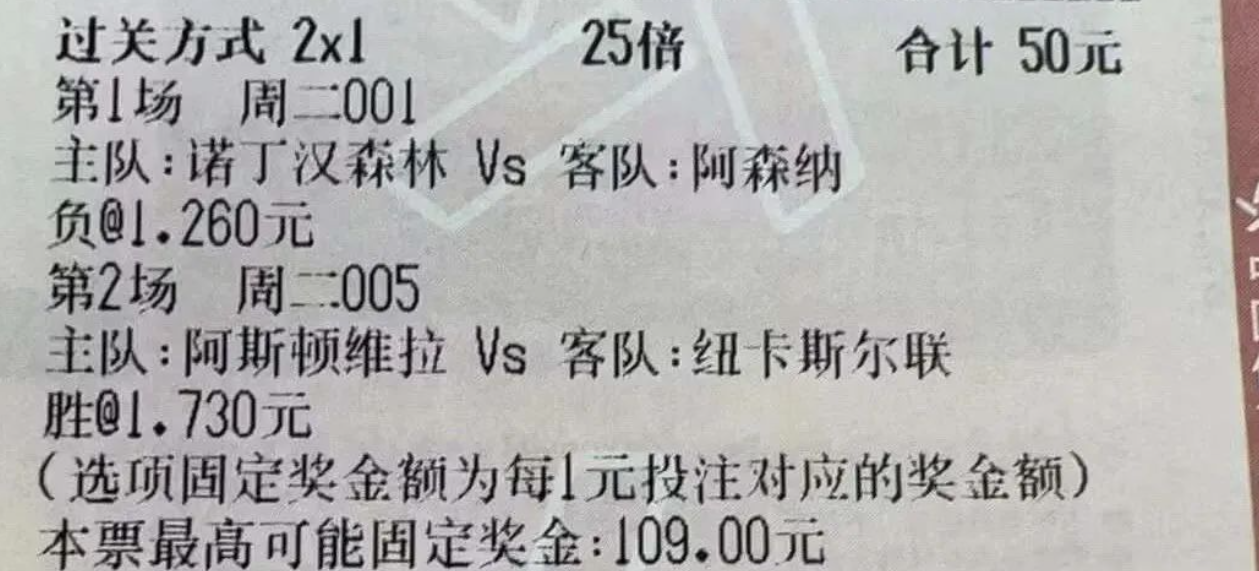 过关方式 2x1 25倍 合计 50元
第1场 周二001
主队:诺丁汉森林 Vs 客队:阿森纳
负@1.260元
第2场 周二005
主队:阿斯顿维拉 Vs 客队:纽卡斯尔联
胜@1.730元
(选项固定奖金额为每1元投注对应的奖金额)
本票最高可能固定奖金:109.00元